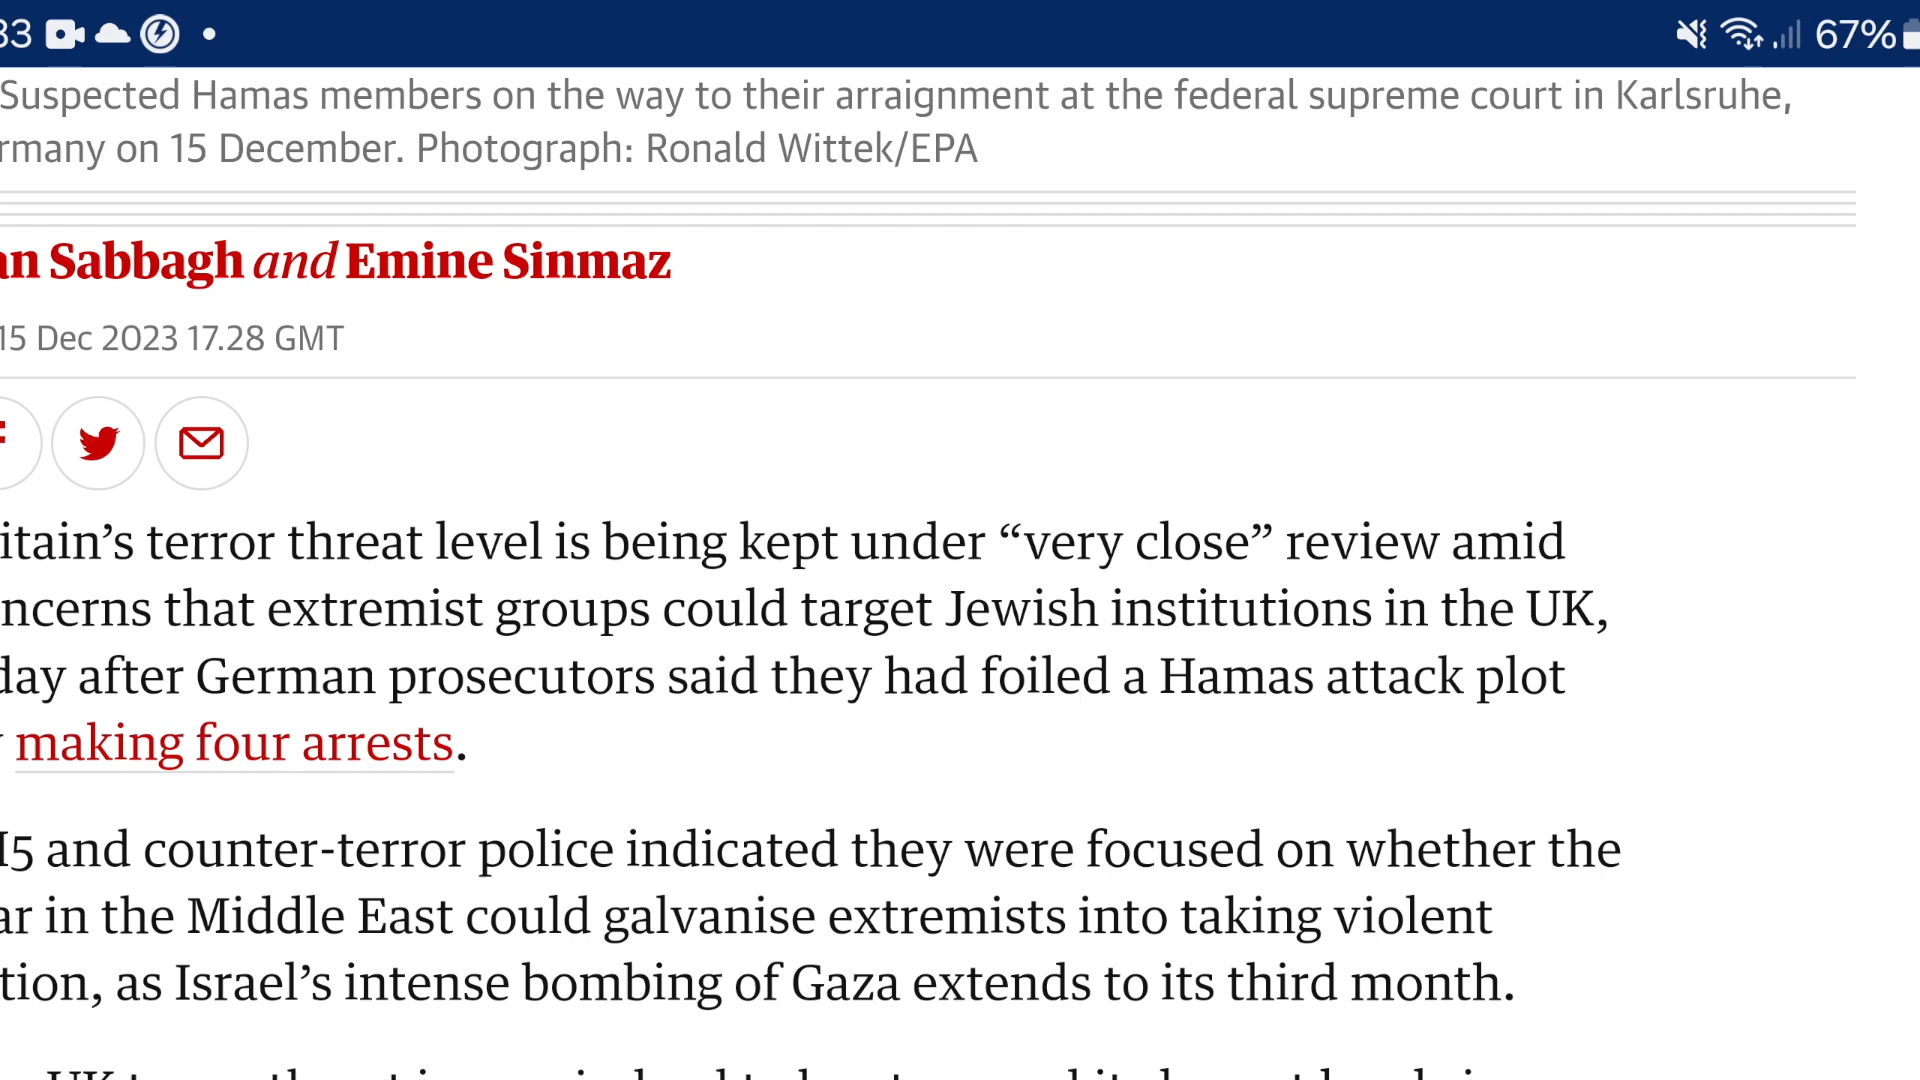 33 67%
Suspected Hamas members on the way to their arraignment at the federal supreme court in Karlsruhe,
rmany on 15 December. Photograph: Ronald Wittek/EPA
an Sabbagh and Emine Sinmaz
15 Dec 2023 17.28 GMT
itain’s terror threat level is being kept under “very close” review amid
ncerns that extremist groups could target Jewish institutions in the UK,
day after German prosecutors said they had foiled a Hamas attack plot
making four arrests.
I5 and counter-terror police indicated they were focused on whether the
ar in the Middle East could galvanise extremists into taking violent
tion, as Israel’s intense bombing of Gaza extends to its third month.